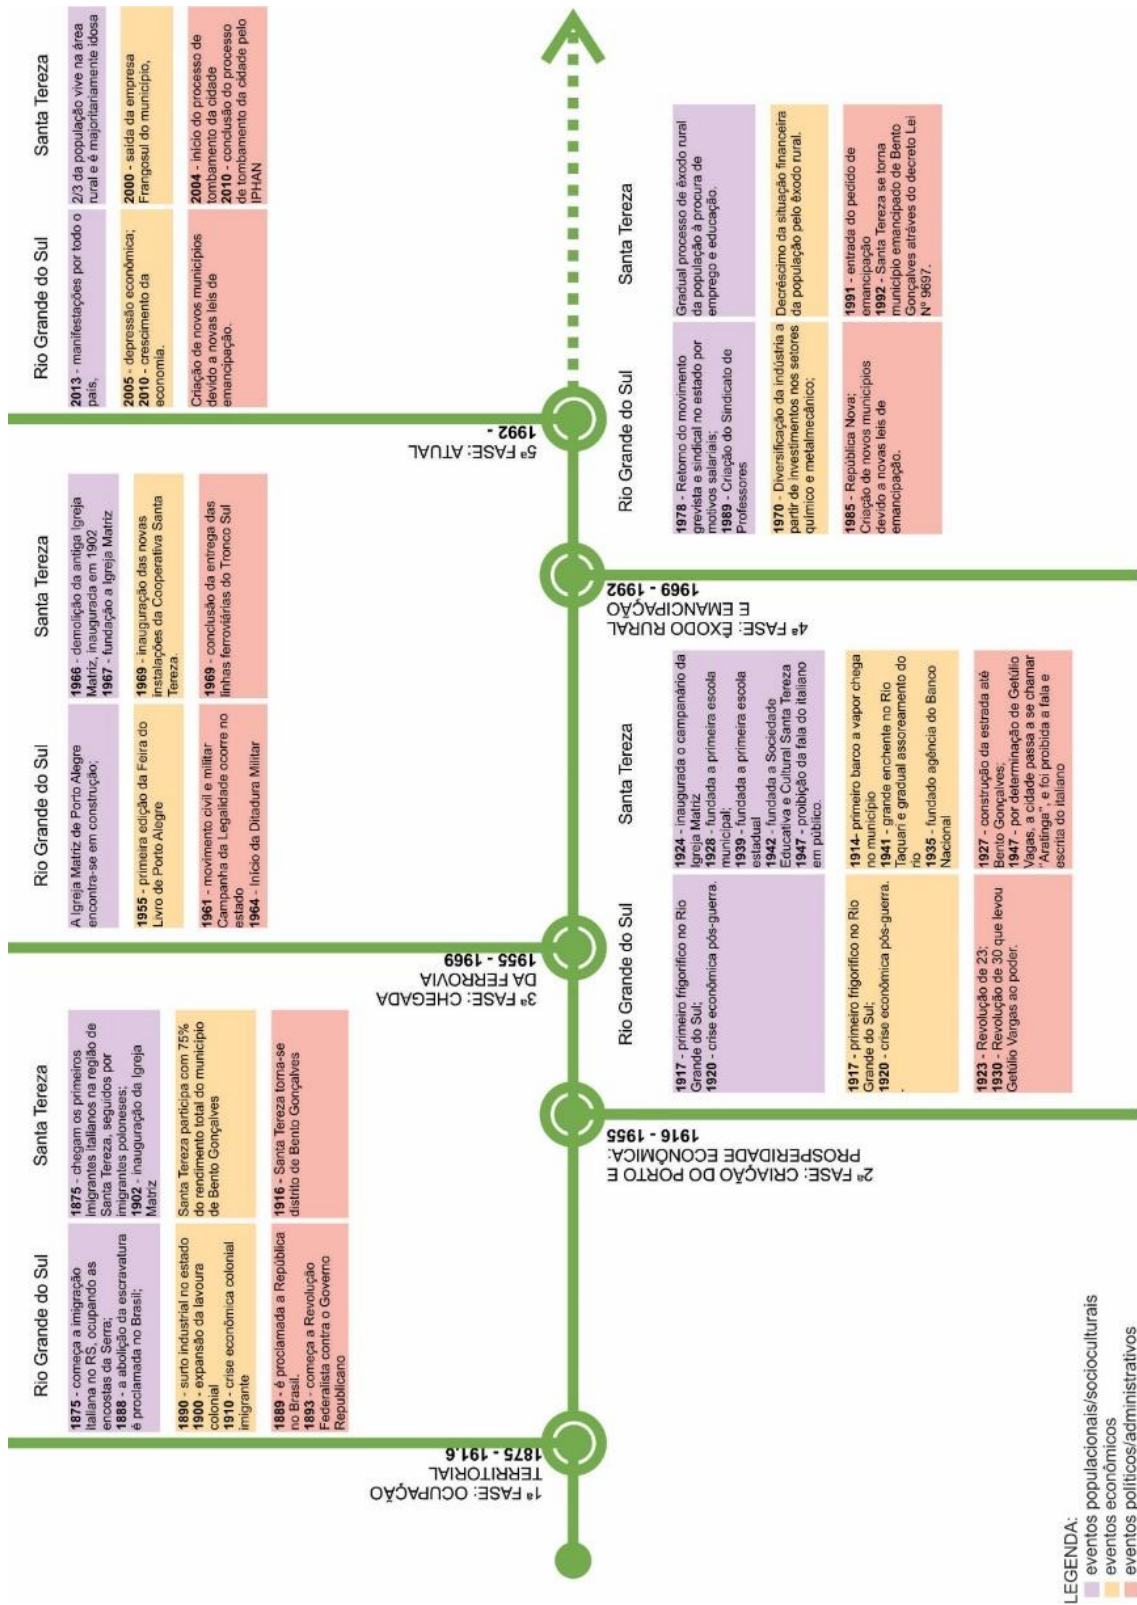 Rio Grande do Sul
Santa Tereza
1875 - começa a imigração
italiana no RS, ocupando as
encostas da Serra;
1888 - a abolição da escravatura
é proclamada no Brasil;
1875 - chegam os primeiros
imigrantes italianos na região de
Santa Tereza, seguidos por
imigrantes poloneses;
1902 - inauguração da Igreja
Matriz
1890 - surto industrial no estado
1900 - expansão da lavoura
colonial
1910 - crise econômica colonial
imigrante
Santa Tereza participa com 75%
do rendimento total do município
de Bento Gonçalves
1889 - é proclamada a República
no Brasil.
1893 - começa a Revolução
Federalista contra o Governo
Republicano
1916 - Santa Tereza torna-se
distrito de Bento Gonçalves
1ª FASE: OCUPAÇÃO
TERRITORIAL
1875 - 191.6
Rio Grande do Sul
Santa Tereza
A Igreja Matriz de Porto Alegre
encontra-se em construção;
1966 - demolição da antiga Igreja
Matriz, inaugurada em 1902
1967 - fundação a Igreja Matriz
1955 - primeira edição da Feira do
Livro de Porto Alegre
1969 - inauguração das novas
instalações da Cooperativa Santa
Tereza.
1961 - movimento civil e militar
Campanha da Legalidade ocorre no
estado
1964 - Início da Ditadura Militar
1969 - conclusão da entrega das
linhas ferroviárias do Tronco Sul
3ª FASE: CHEGADA
DA FERROVIA
1955 - 1969
Rio Grande do Sul
Santa Tereza
2013 - manifestações por todo o
país,
2/3 da população vive na área
rural e é majoritariamente idosa
2005 - depressão econômica;
2010 - crescimento da
economia.
2000 - saída da empresa
Frangosul do município,
Criação de novos municípios
devido a novas leis de
emancipação.
2004 - início do processo de
tombamento da cidade
2010 - conclusão do processo
de tombamento da cidade pelo
IPHAN
5ª FASE: ATUAL
1992 -
2ª FASE: CRIAÇÃO DO PORTO E
PROSPERIDADE ECONÔMICA:
1916 - 1955
Rio Grande do Sul
Santa Tereza
1917 - primeiro frigorífico no Rio
Grande do Sul;
1920 - crise econômica pós-guerra.
1924 - inaugurada o campanário da
Igreja Matriz
1928 - fundada a primeira escola
municipal;
1939 - fundada a primeira escola
estadual
1942 - fundada a Sociedade
Educativa e Cultural Santa Tereza
1947 - proibição da fala do italiano
em público.
1917 - primeiro frigorífico no Rio
Grande do Sul;
1920 - crise econômica pós-guerra.
.
1914- primeiro barco a vapor chega
no município
1941 - grande enchente no Rio
Taquari e gradual assoreamento do
rio
1935 - fundado agência do Banco
Nacional
1923 - Revolução de 23;
1930 - Revolução de 30 que levou
Getúlio Vargas ao poder.
1927 - construção da estrada até
Bento Gonçalves;
1947 - por determinação de Getúlio
Vagas, a cidade passa a se chamar
"Aratinga", e foi proibida a fala e
escrita do italiano
4ª FASE: ÊXODO RURAL
E EMANCIPAÇÃO
1969 - 1992
Rio Grande do Sul
Santa Tereza
1978 - Retorno do movimento
grevista e sindical no estado por
motivos salariais;
1989 - Criação do Sindicato de
Professores
Gradual processo de êxodo rural
da população à procura de
emprego e educação.
1970 - Diversificação da indústria a
partir de investimentos nos setores
químico e metalmecânico;
Decréscimo da situação financeira
da população pelo êxodo rural.
1985 - República Nova;
Criação de novos municípios
devido a novas leis de
emancipação.
1991 - entrada do pedido de
emancipação
1992 - Santa Tereza se torna
município emancipado de Bento
Gonçalves atráves do decreto Lei
Nº 9697.
LEGENDA:
eventos populacionais/socioculturais
eventos econômicos
eventos políticos/administrativos